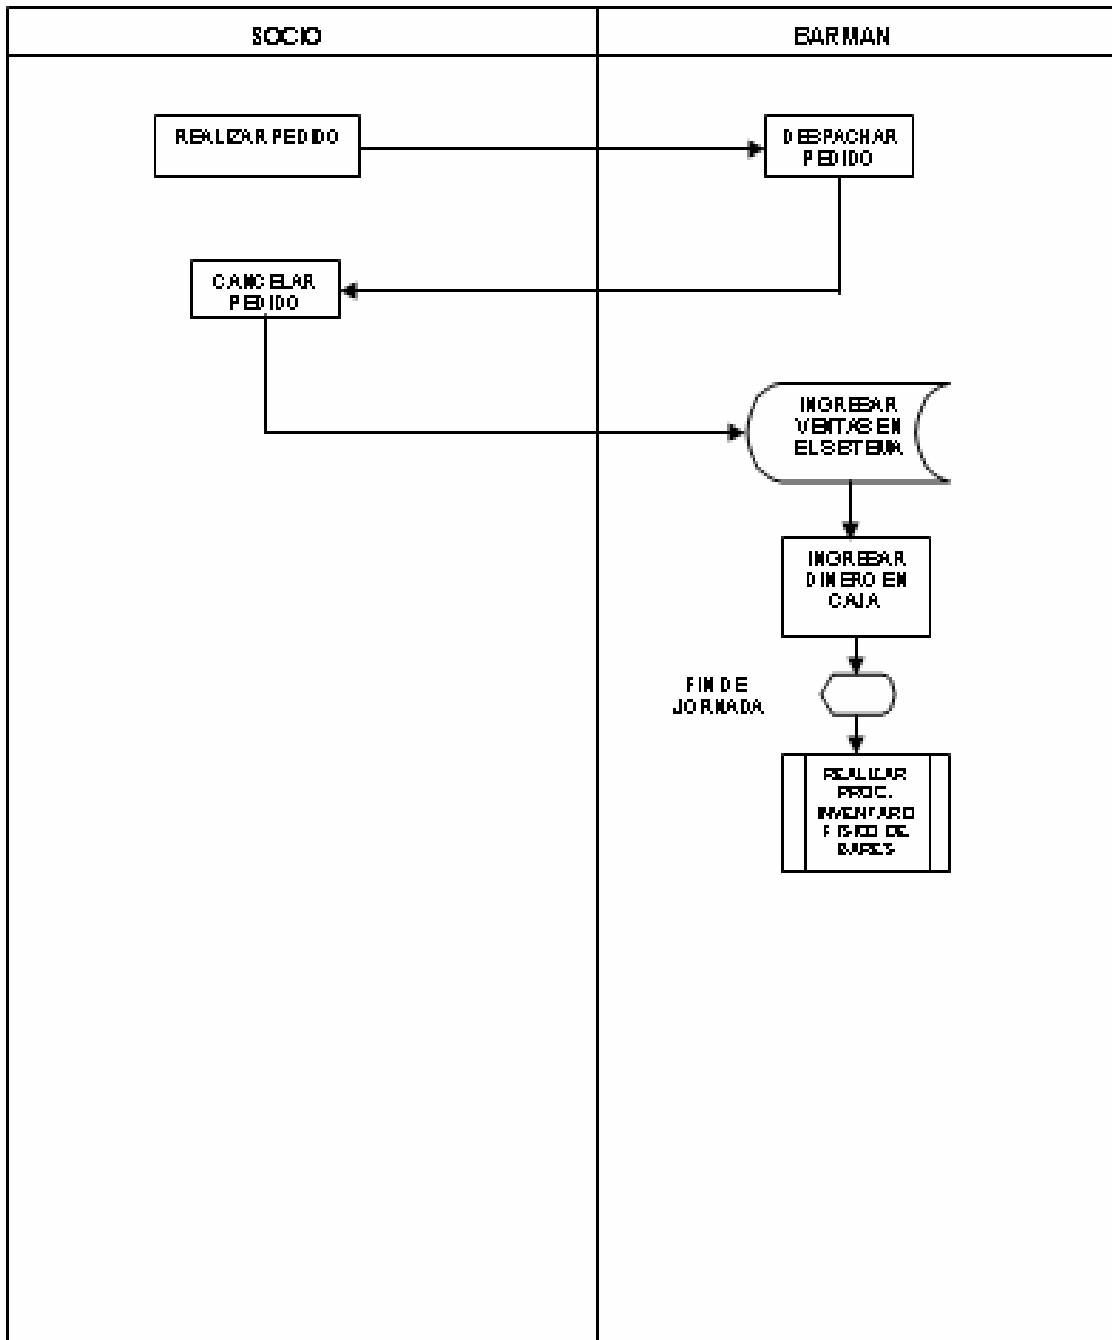 SOCIO
BARMAN
REALIZAR PEDIDO
DESPACHAR
PEDIDO
CANCELAR
PEDIDO
INGRESAR
VENTAS EN
EL SISTEMA
INGRESAR
DINERO EN
CAJA
FIN DE
JORNADA
REALIZAR
PROC.
INVENTARIO
FISICO DE
BARES